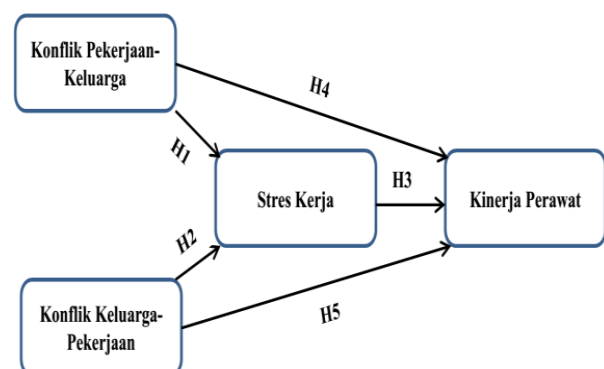 Konflik Pekerjaan-
Keluarga
H4
H1
Stres Kerja
H3
Kinerja Perawat
H2
Konflik Keluarga-
Pekerjaan
H5